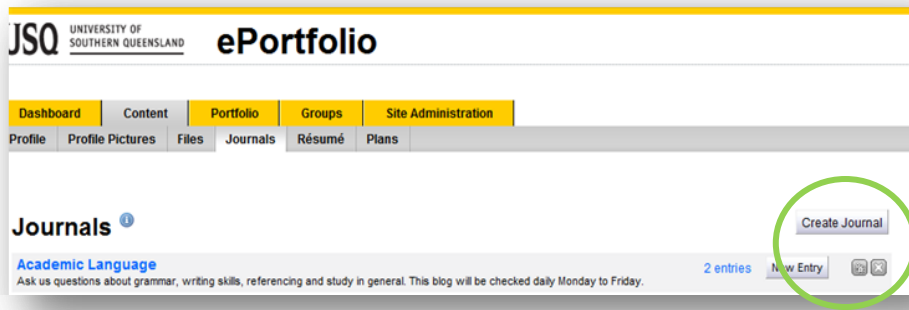 USQ UNIVERSITY OF
SOUTHERN QUEENSLAND
ePortfolio
Dashboard Content Portfolio Groups Site Administration
Profile Profile Pictures Files Journals Résumé Plans
Journals
Create Journal
Academic Language 2 entries New Entry
Ask us questions about grammar, writing skills, referencing and study in general. This blog will be checked daily Monday to Friday.